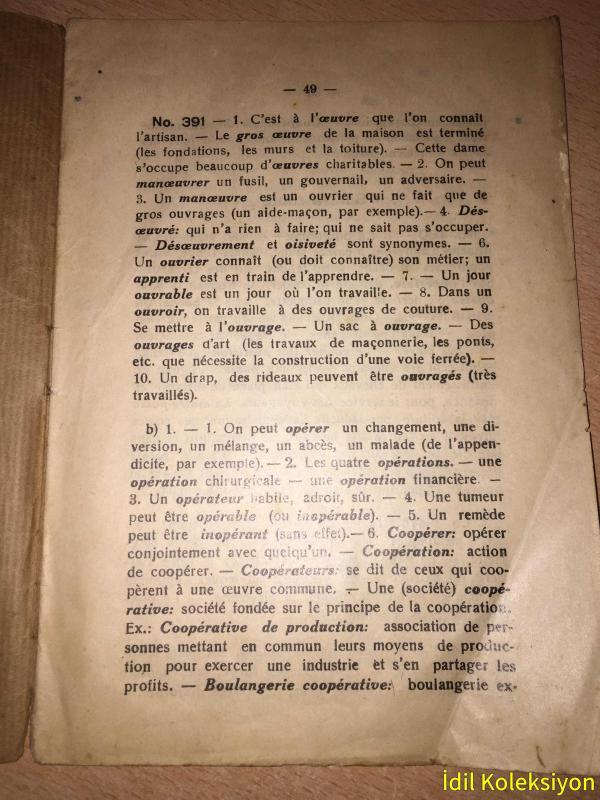 — 49 —
No. 391 — 1. C'est à l'œuvre que l'on connaît
l'artisan. — Le gros œuvre de la maison est terminé
(les fondations, les murs et la toiture). — Cette dame
s'occupe beaucoup d'œuvres charitables. — 2. On peut
manœuvrer un fusil, un gouvernail, un adversaire. —
3. Un manœuvre est un ouvrier qui ne fait que de
gros ouvrages (un aide-maçon, par exemple).— 4. Dés-
œuvré: qui n'a rien à faire; qui ne sait pas s'occuper.
— Désœuvrement et oisiveté sont synonymes. — 6.
Un ouvrier connaît (ou doit connaître) son métier; un
apprenti est en train de l'apprendre. — 7. — Un jour
ouvrable est un jour où l'on travaille. — 8. Dans un
ouvroir, on travaille à des ouvrages de couture. — 9.
Se mettre à l'ouvrage. — Un sac à ouvrage. — Des
ouvrages d'art (les travaux de maçonnerie, les ponts,
etc. que nécessite la construction d'une voie ferrée). —
10. Un drap, des rideaux peuvent être ouvragés (très
travaillés).
b) 1. — 1. On peut opérer un changement, une di-
version, un mélange, un abcès, un malade (de l'appen-
dicite, par exemple). — 2. Les quatre opérations. — une
opération chirurgicale — une opération financière. —
3. Un opérateur habile, adroit, sûr. — 4. Une tumeur
peut être opérable (ou inopérable). — 5. Un remède
peut être inopérant (sans effet).— 6. Coopérer: opérer
conjointement avec quelqu'un. — Coopération: action
de coopérer. — Coopérateurs: se dit de ceux qui coo-
pèrent à une œuvre commune. — Une (société) coopé-
rative: société fondée sur le principe de la coopération.
Ex.: Coopérative de production: association de per-
sonnes mettant en commun leurs moyens de produc-
tion pour exercer une industrie et s'en partager les
profits. — Boulangerie coopérative: boulangerie ex-
İdil Koleksiyon